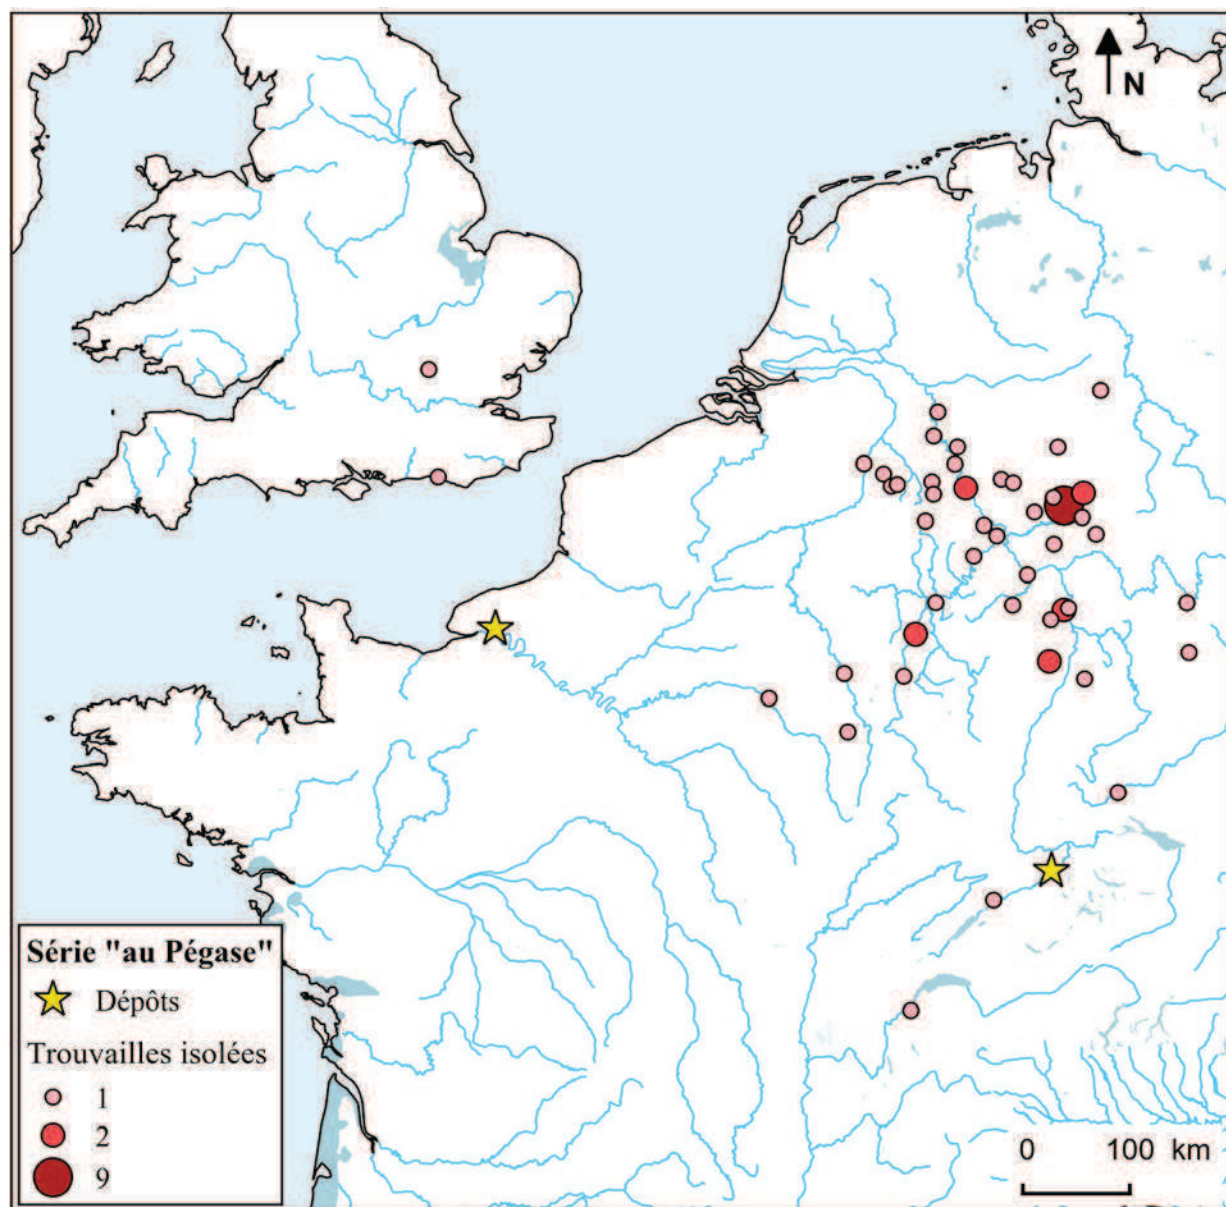 N
Série "au Pégase"
Dépôts
Trouvailles isolées
1
2
9
0 100 km